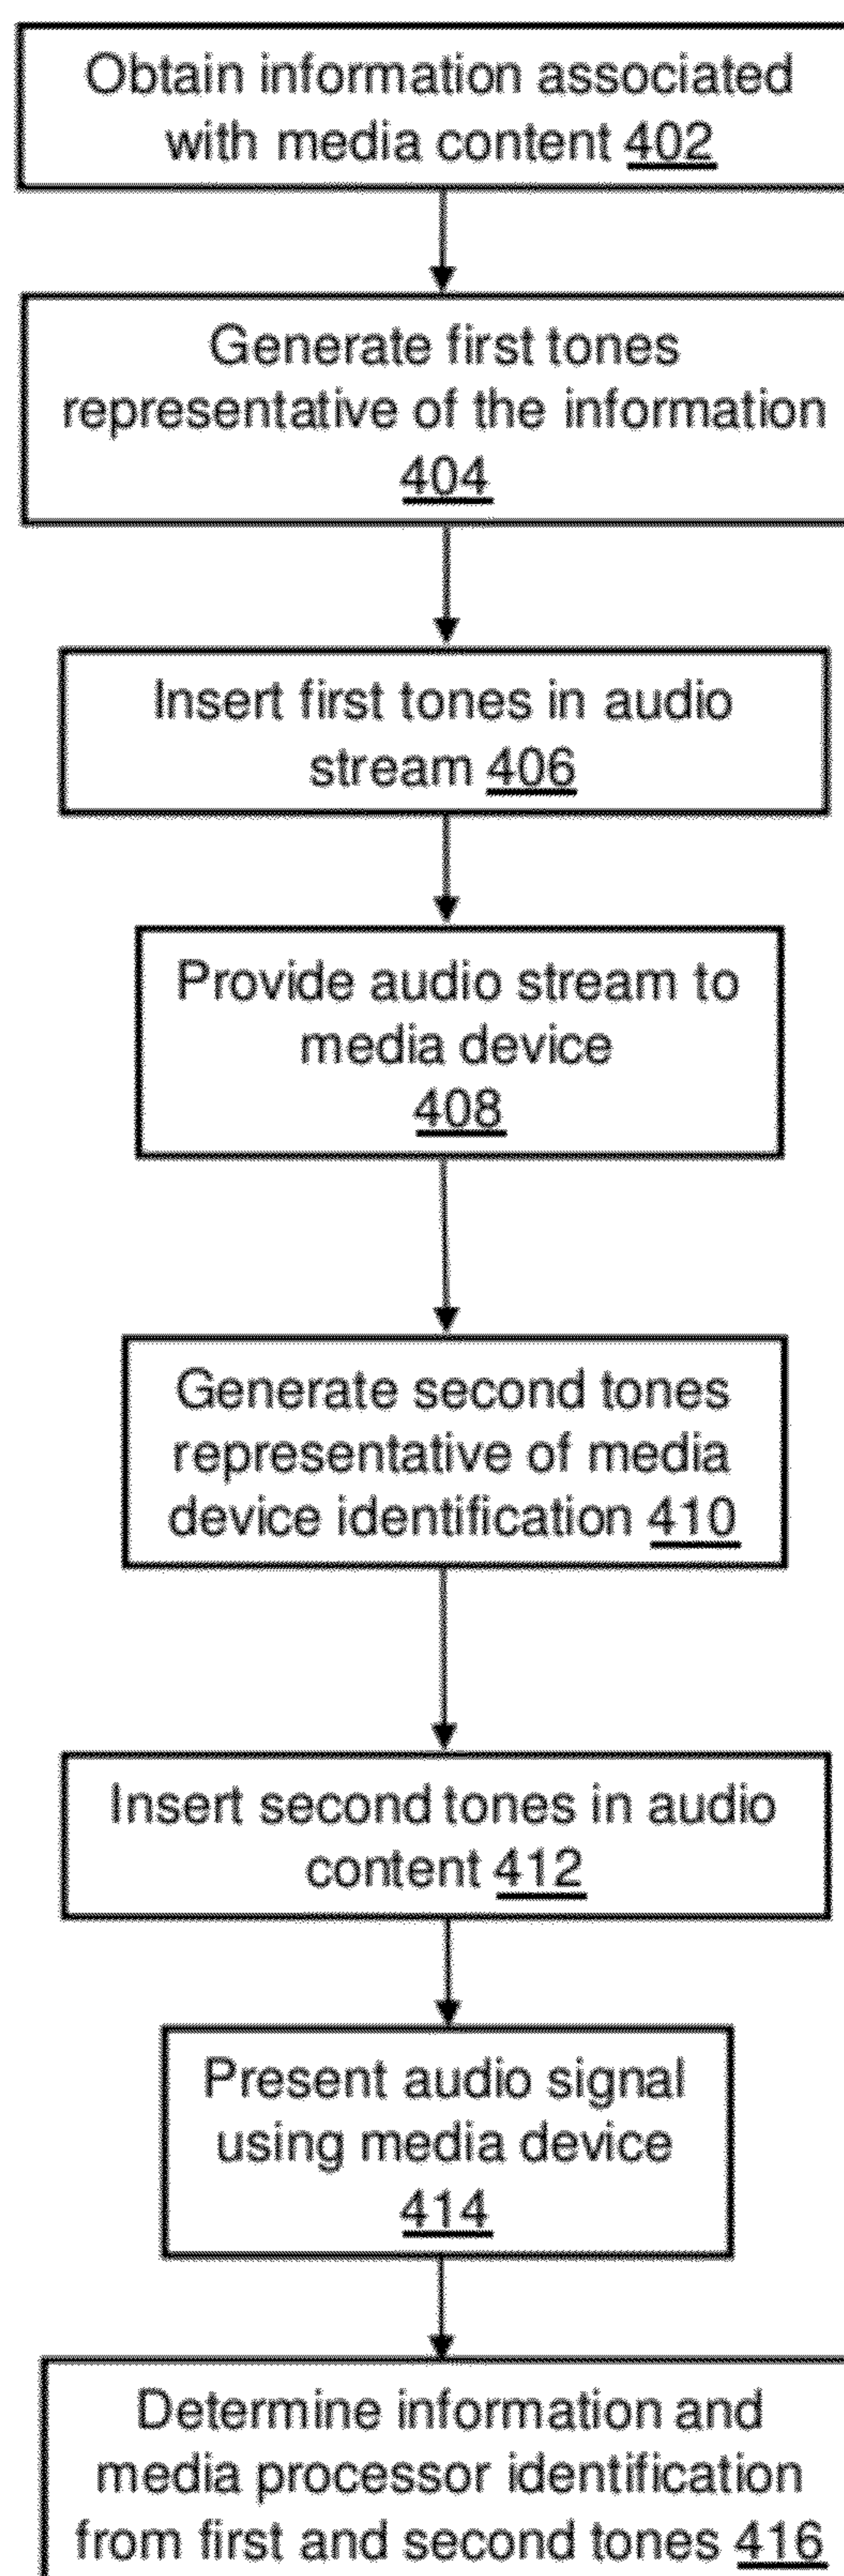 Obtain information associated
with media content 402
Generate first tones
representative of the information
404
Insert first tones in audio
stream 406
Provide audio stream to
media device
408
Generate second tones
representative of media
device identification 410
Insert second tones in audio
content 412
Present audio signal
using media device
414
Determine information and
media processor identification
from first and second tones 416